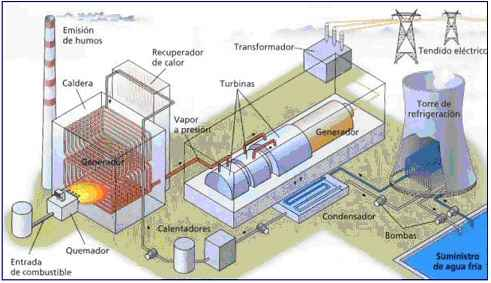 Emisión
de humos
Recuperador
de calor
Transformador
Tendido eléctrico
Caldera
Turbinas
Torre de
refrigeración
Vapor
a presión
Generador
Generador
Condensador
Calentadores
Bombas
Quemador
Entrada
de combustible
Suministro
de agua fría